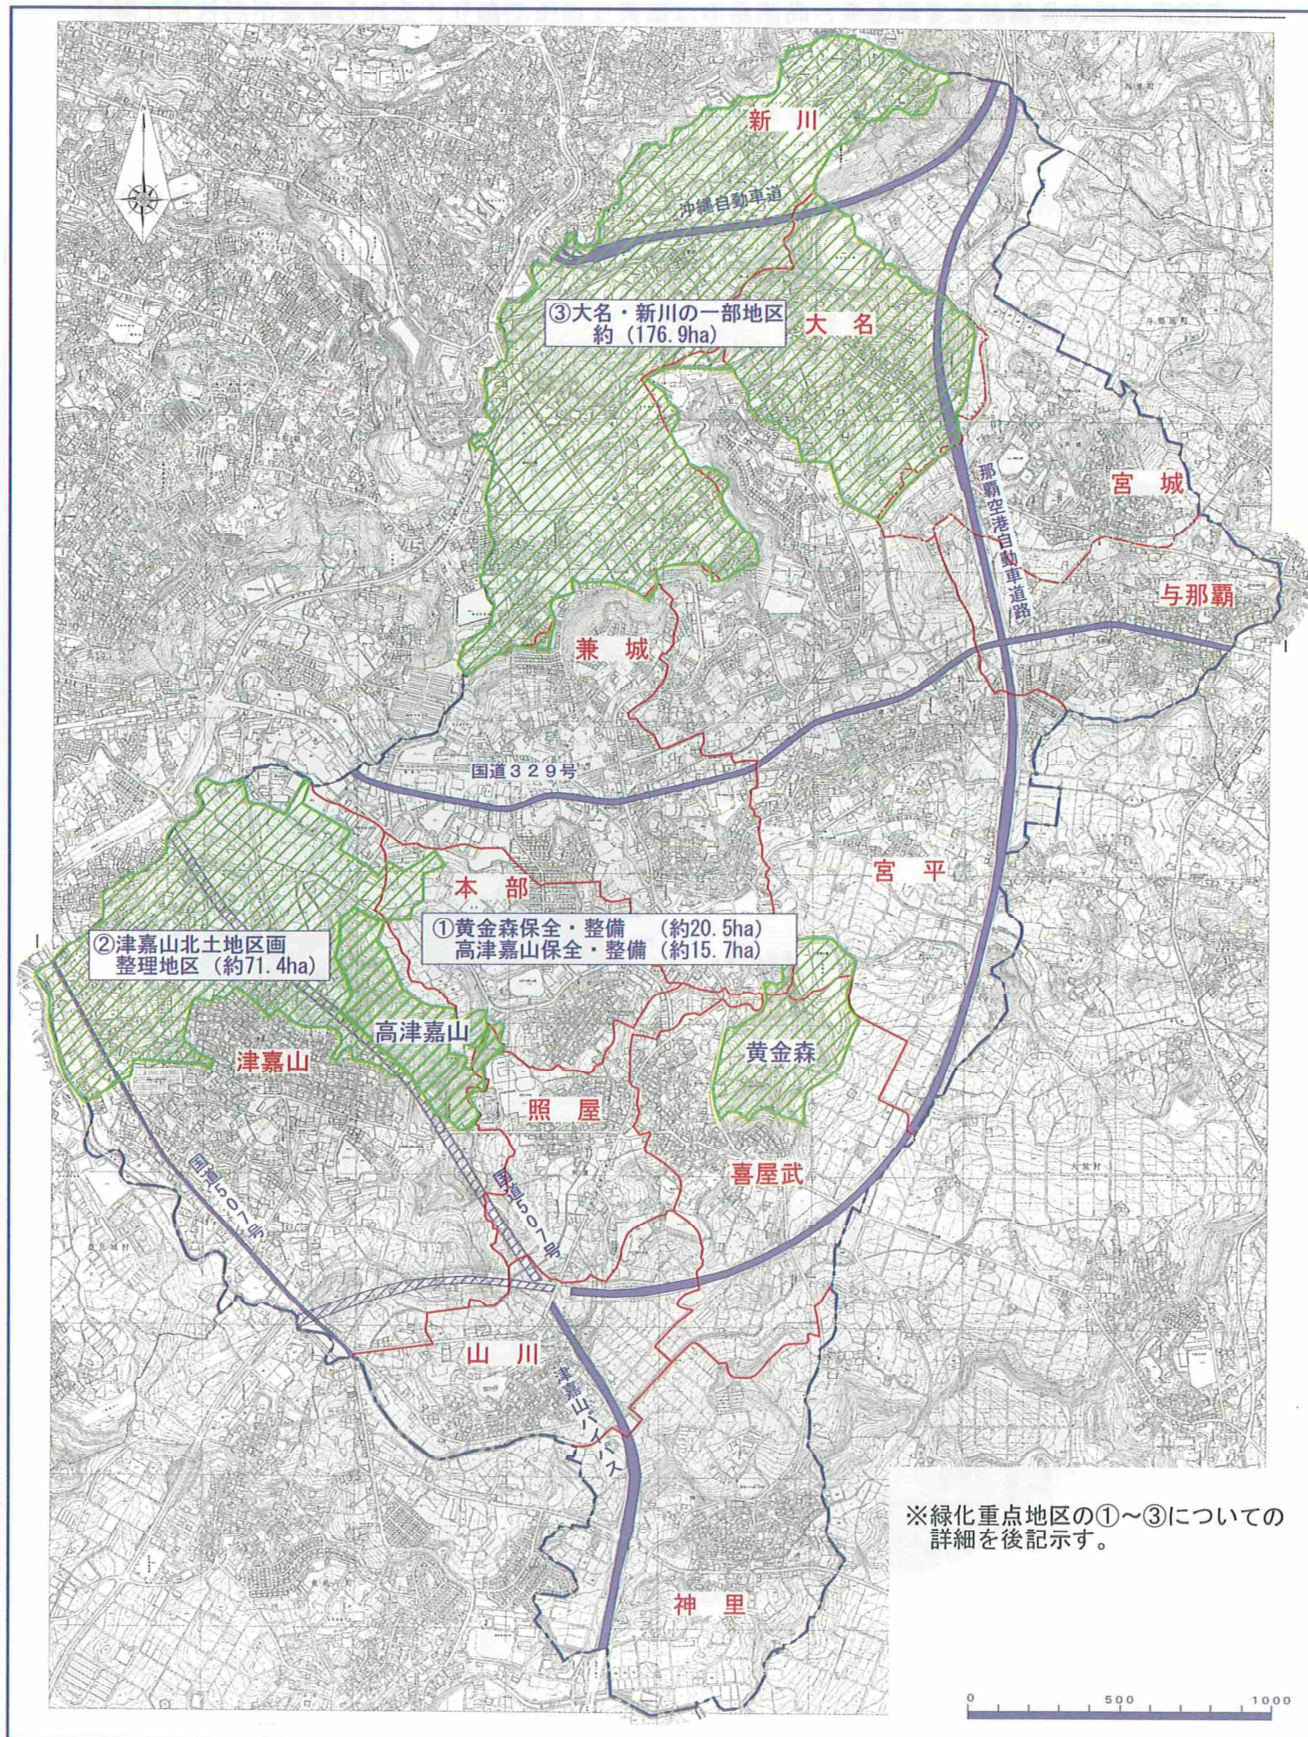 新川
沖縄自動車道
③大名・新川の一部地区
約 (176.9ha)
大名
那覇空港自動車道路
宮城
与那覇
兼城
国道329号
宮平
本部
①黄金森保全・整備 (約20.5ha)
高津嘉山保全・整備 (約15.7ha)
②津嘉山北土地区画
整理地区 (約71.4ha)
高津嘉山
津嘉山
黄金森
照屋
喜屋武
国道507号
国道507号
山川
津嘉山バイパス
※緑化重点地区の①～③についての
詳細を後記示す。
神里
0 500 1000